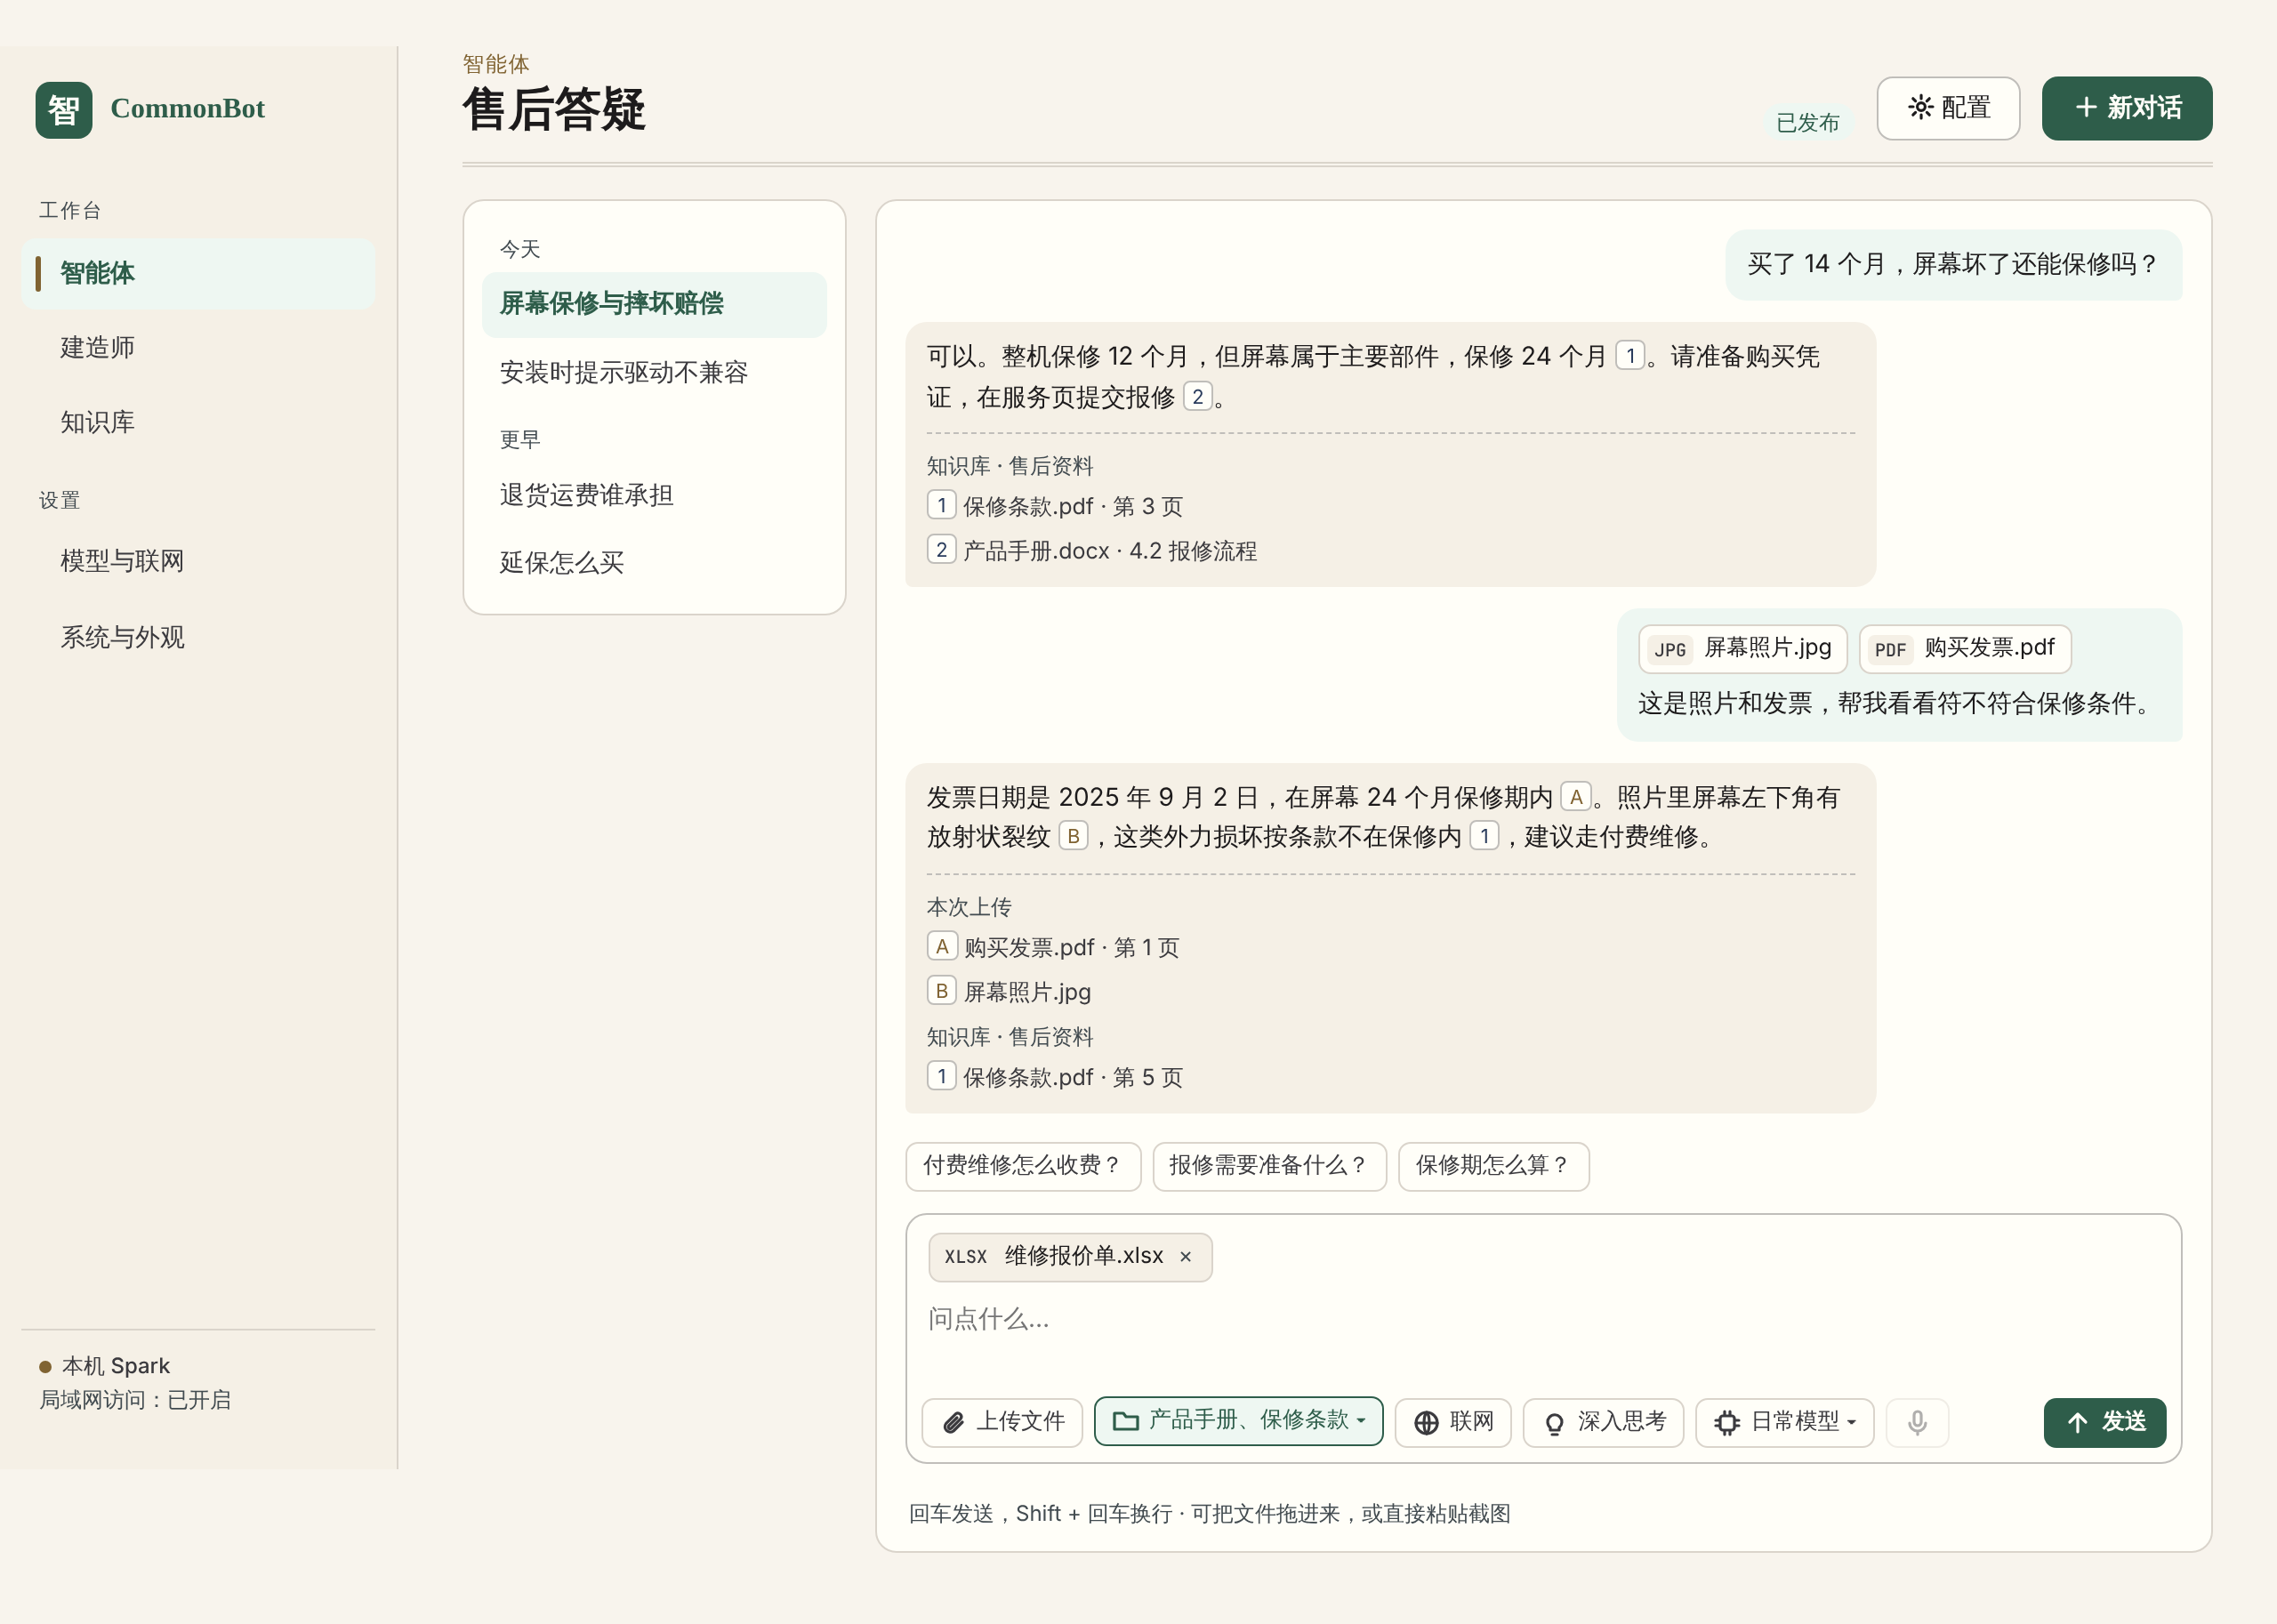 智 CommonBot
工作台
智能体
建造师
知识库
设置
模型与联网
系统与外观
本机 Spark
局域网访问：已开启
智能体
售后答疑
已发布
配置
新对话
今天
屏幕保修与摔坏赔偿
安装时提示驱动不兼容
更早
退货运费谁承担
延保怎么买
买了 14 个月，屏幕坏了还能保修吗？
可以。整机保修 12 个月，但屏幕属于主要部件，保修 24 个月 1。请准备购买凭
证，在服务页提交报修 2。
知识库 · 售后资料
1 保修条款.pdf · 第 3 页
2 产品手册.docx · 4.2 报修流程
JPG 屏幕照片.jpg PDF 购买发票.pdf
这是照片和发票，帮我看看符不符合保修条件。
发票日期是 2025 年 9 月 2 日，在屏幕 24 个月保修期内 A。照片里屏幕左下角有
放射状裂纹 B，这类外力损坏按条款不在保修内 1，建议走付费维修。
本次上传
A 购买发票.pdf · 第 1 页
B 屏幕照片.jpg
知识库 · 售后资料
1 保修条款.pdf · 第 5 页
付费维修怎么收费？ 报修需要准备什么？ 保修期怎么算？
XLSX 维修报价单.xlsx ×
问点什么...
上传文件 产品手册、保修条款 联网 深入思考 日常模型 发送
回车发送，Shift + 回车换行 · 可把文件拖进来，或直接粘贴截图